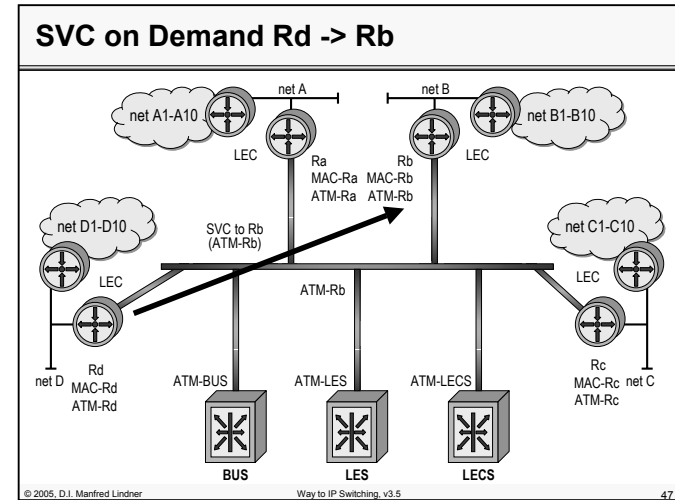 SVC on Demand Rd -> Rb
net A
net B
net A1-A10
net B1-B10
LEC
LEC
Ra
MAC-Ra
ATM-Ra
Rb
MAC-Rb
ATM-Rb
net D1-D10
SVC to Rb
(ATM-Rb)
net C1-C10
LEC
LEC
ATM-Rb
Rd
MAC-Rd
ATM-Rd
net D
ATM-BUS
ATM-LES
ATM-LECS
Rc
MAC-Rc
ATM-Rc
net C
BUS
LES
LECS
© 2005, D.I. Manfred Lindner
Way to IP Switching, v3.5
47